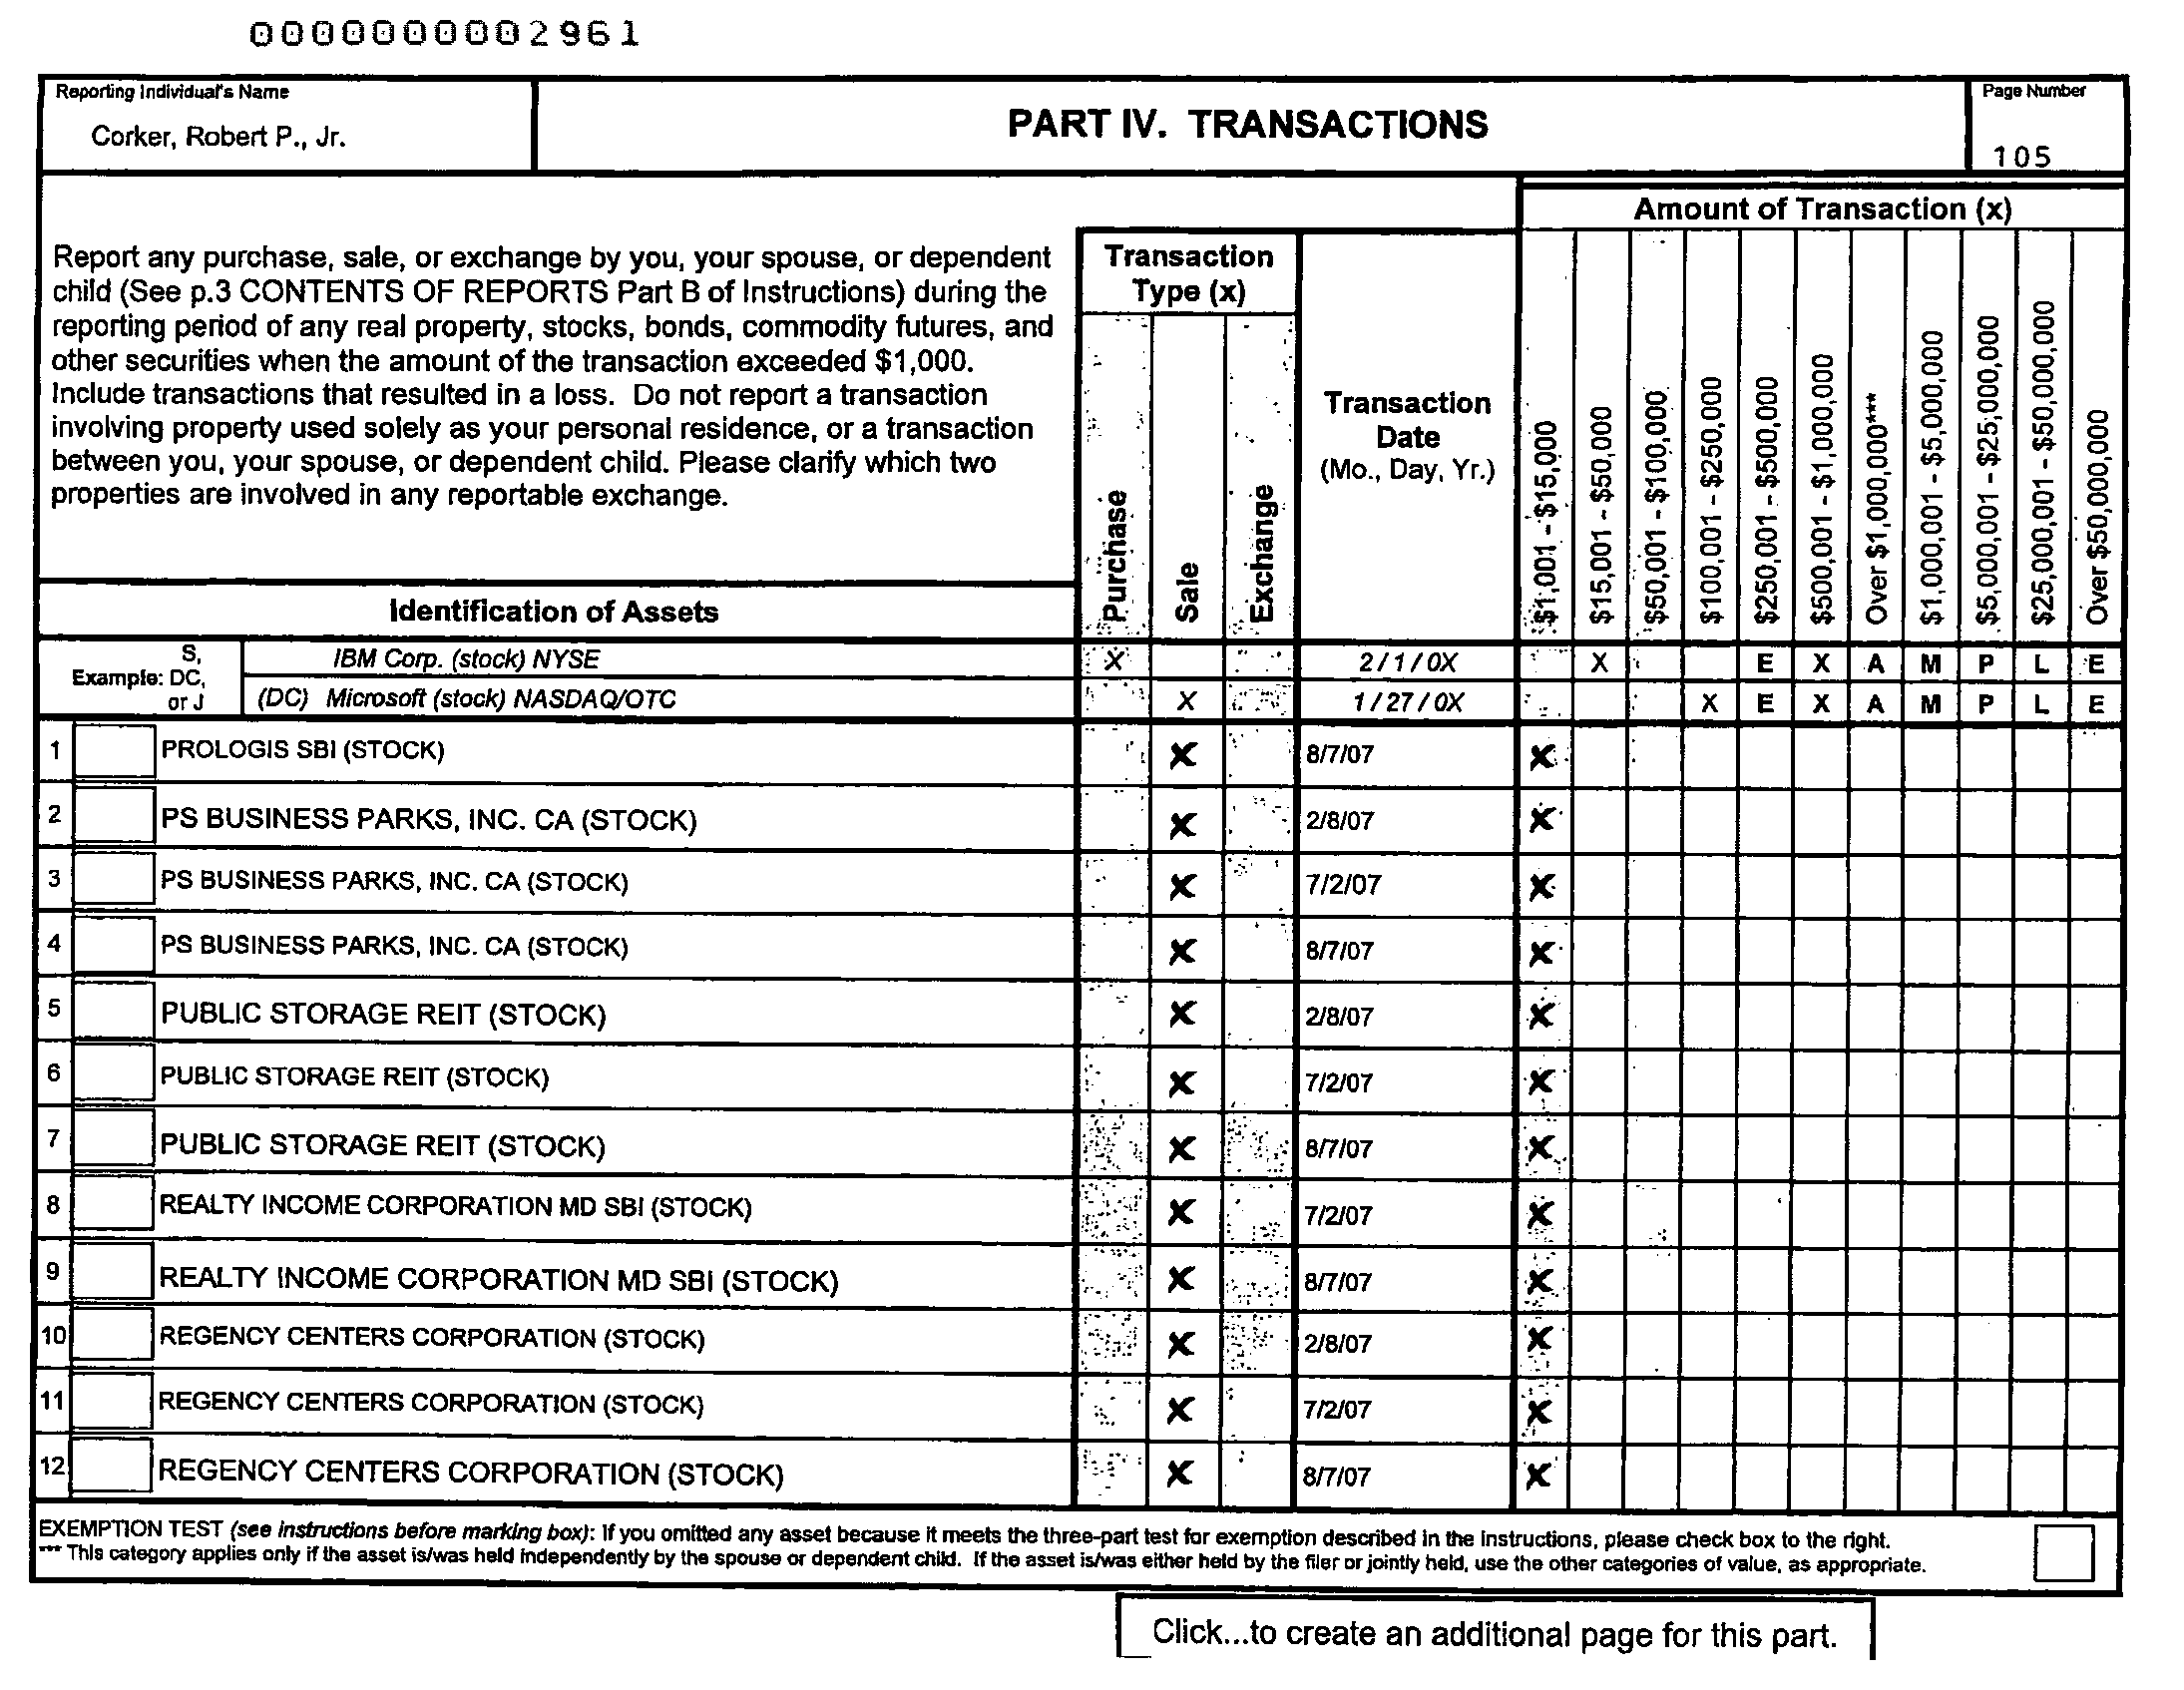 0000000002961
Reporting Individual's Name
Corker, Robert P., Jr.
PART IV. TRANSACTIONS
Page Number
105
Report any purchase, sale, or exchange by you, your spouse, or dependent
child (See p.3 CONTENTS OF REPORTS Part B of Instructions) during the
reporting period of any real property, stocks, bonds, commodity futures, and
other securities when the amount of the transaction exceeded $1,000.
Include transactions that resulted in a loss. Do not report a transaction
involving property used solely as your personal residence, or a transaction
between you, your spouse, or dependent child. Please clarify which two
properties are involved in any reportable exchange.
Identification of Assets
Transaction
Type (x)
Purchase
Sale
Exchange
Transaction
Date
(Mo., Day, Yr.)
Amount of Transaction (x)
$1,001 - $15,000
$15,001 - $50,000
$50,001 - $100,000
$100,001 - $250,000
$250,001 - $500,000
$500,001 - $1,000,000
Over $1,000,000***
$1,000,001 - $5,000,000
$5,000,001 - $25,000,000
$25,000,001 - $50,000,000
Over $50,000,000
Example: S, DC, or J
IBM Corp. (stock) NYSE X 2/1/0X X E X A M P L E
(DC) Microsoft (stock) NASDAQ/OTC X 1/27/0X X E X A M P L E
1 PROLOGIS SBI (STOCK) X 8/7/07 X
2 PS BUSINESS PARKS, INC. CA (STOCK) X 2/8/07 X
3 PS BUSINESS PARKS, INC. CA (STOCK) X 7/2/07 X
4 PS BUSINESS PARKS, INC. CA (STOCK) X 8/7/07 X
5 PUBLIC STORAGE REIT (STOCK) X 2/8/07 X
6 PUBLIC STORAGE REIT (STOCK) X 7/2/07 X
7 PUBLIC STORAGE REIT (STOCK) X 8/7/07 X
8 REALTY INCOME CORPORATION MD SBI (STOCK) X 7/2/07 X
9 REALTY INCOME CORPORATION MD SBI (STOCK) X 8/7/07 X
10 REGENCY CENTERS CORPORATION (STOCK) X 2/8/07 X
11 REGENCY CENTERS CORPORATION (STOCK) X 7/2/07 X
12 REGENCY CENTERS CORPORATION (STOCK) X 8/7/07 X
EXEMPTION TEST (see instructions before marking box): If you omitted any asset because it meets the three-part test for exemption described in the instructions, please check box to the right.
*** This category applies only if the asset is/was held independently by the spouse or dependent child. If the asset is/was either held by the filer or jointly held, use the other categories of value, as appropriate.
Click...to create an additional page for this part.